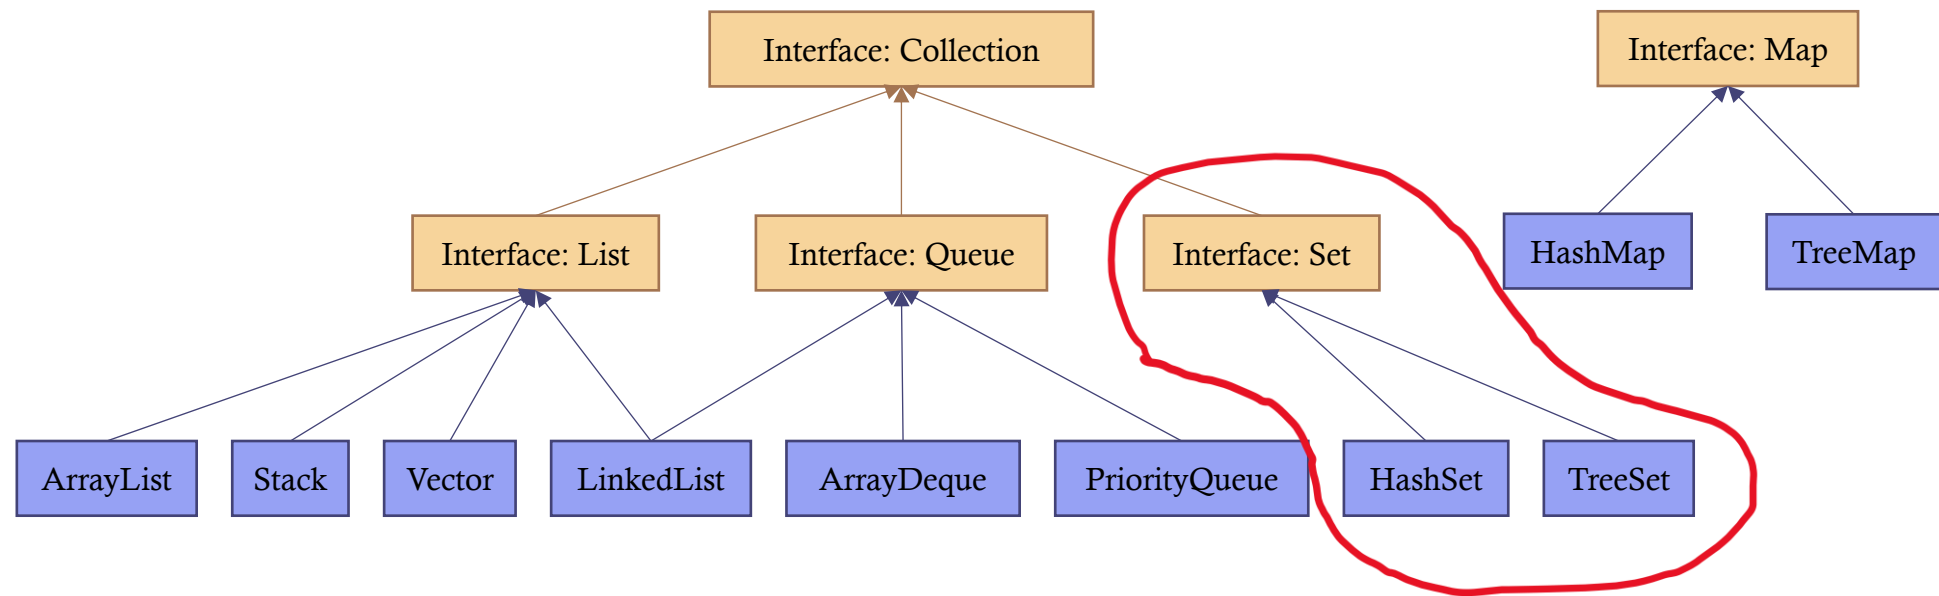 Interface: Collection
Interface: Map
Interface: List
Interface: Queue
Interface: Set
HashMap
TreeMap
ArrayList
Stack
Vector
LinkedList
ArrayDeque
PriorityQueue
HashSet
TreeSet